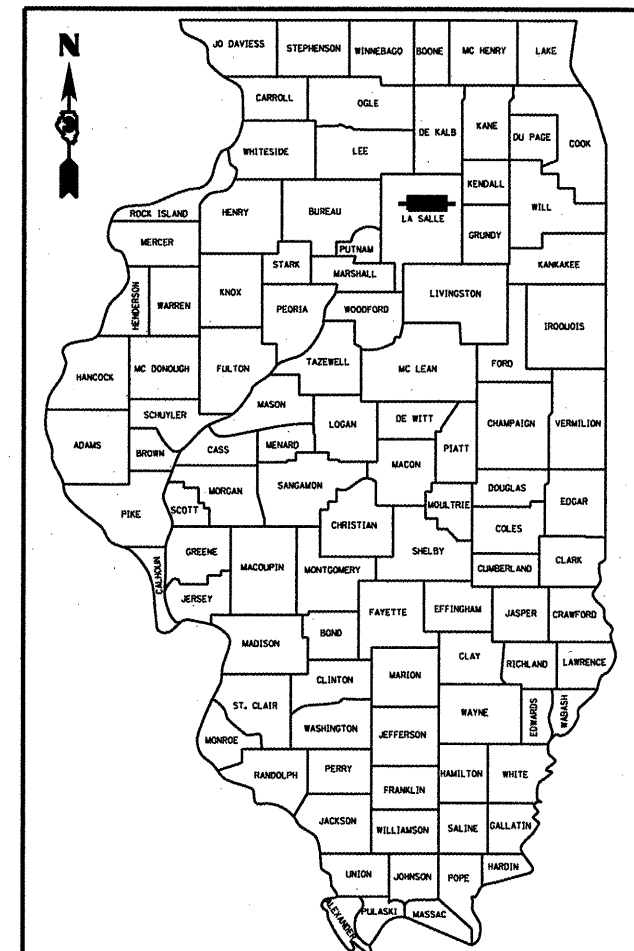 N
JO DAVIESS
STEPHENSON
WINNEBAGO
BOONE
MC HENRY
LAKE
CARROLL
OGLE
DE KALB
KANE
DU PAGE
COOK
WHITESIDE
LEE
KENDALL
WILL
ROCK ISLAND
HENRY
BUREAU
LA SALLE
GRUNDY
MERCER
PUTNAM
STARK
MARSHALL
KANKAKEE
HENDERSON
WARREN
KNOX
PEORIA
WOODFORD
LIVINGSTON
IROQUOIS
HANCOCK
MC DONOUGH
FULTON
TAZEWELL
MC LEAN
FORD
SCHUYLER
MASON
LOGAN
DE WITT
CHAMPAIGN
VERMILION
ADAMS
BROWN
CASS
MENARD
MACON
PIATT
PIKE
SCOTT
MORGAN
SANGAMON
CHRISTIAN
MOULTRIE
DOUGLAS
EDGAR
COLES
GREENE
MACOUPIN
MONTGOMERY
SHELBY
CUMBERLAND
CLARK
CALHOUN
JERSEY
FAYETTE
EFFINGHAM
JASPER
CRAWFORD
MADISON
BOND
CLAY
RICHLAND
LAWRENCE
CLINTON
MARION
ST. CLAIR
WAYNE
EDWARDS
WABASH
MONROE
WASHINGTON
JEFFERSON
RANDOLPH
PERRY
HAMILTON
WHITE
FRANKLIN
JACKSON
WILLIAMSON
SALINE
GALLATIN
UNION
JOHNSON
POPE
HARDIN
ALEXANDER
PULASKI
MASSAC